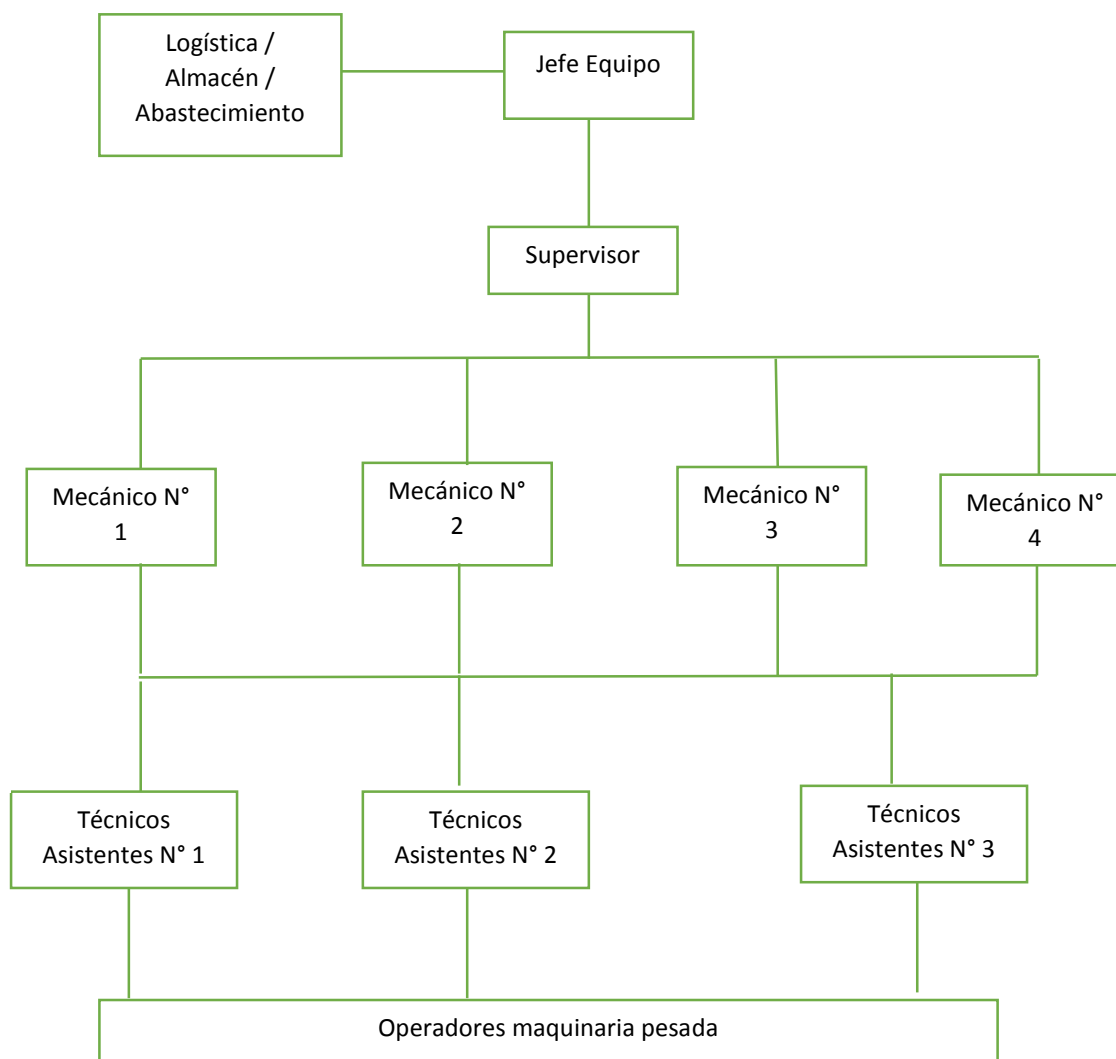 Logística /
Almacén /
Abastecimiento
Jefe Equipo
Supervisor
Mecánico N°
1
Mecánico N°
2
Mecánico N°
3
Mecánico N°
4
Técnicos
Asistentes N° 1
Técnicos
Asistentes N° 2
Técnicos
Asistentes N° 3
Operadores maquinaria pesada